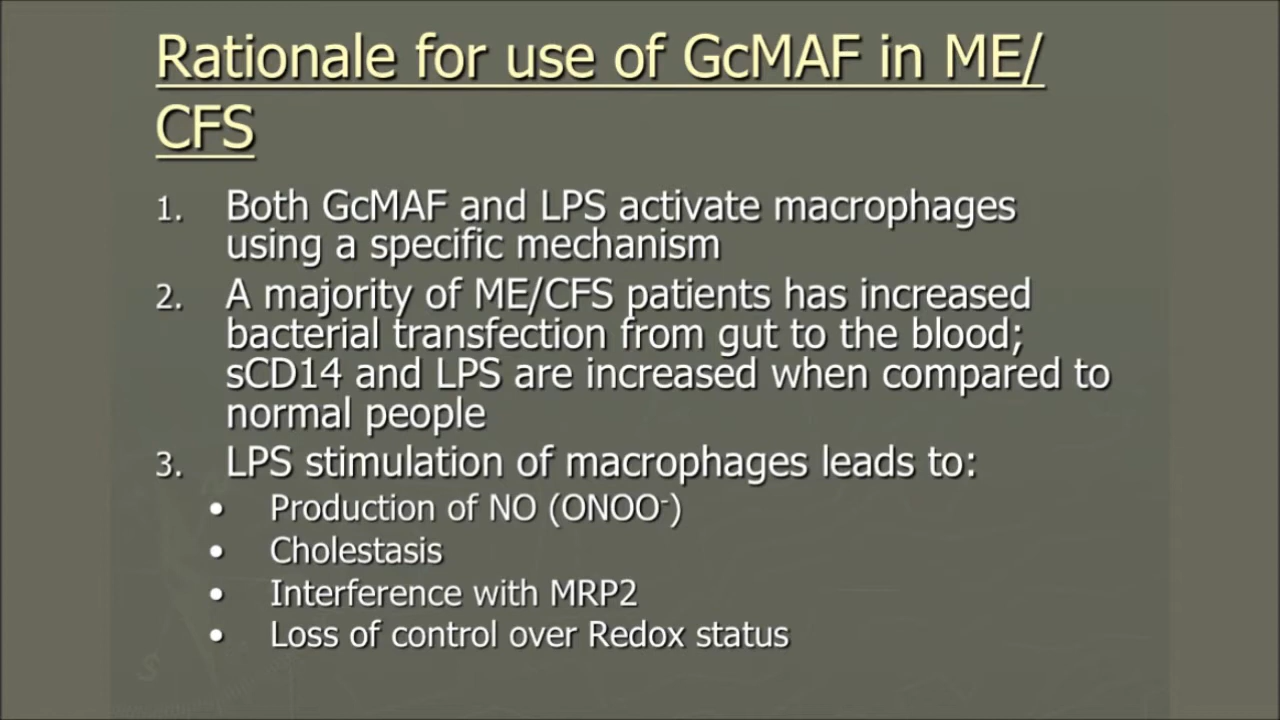 Rationale for use of GcMAF in ME/
CFS
1. Both GcMAF and LPS activate macrophages
using a specific mechanism
2. A majority of ME/CFS patients has increased
bacterial transfection from gut to the blood;
sCD14 and LPS are increased when compared to
normal people
3. LPS stimulation of macrophages leads to:
• Production of NO (ONOO⁻)
• Cholestasis
• Interference with MRP2
• Loss of control over Redox status
S